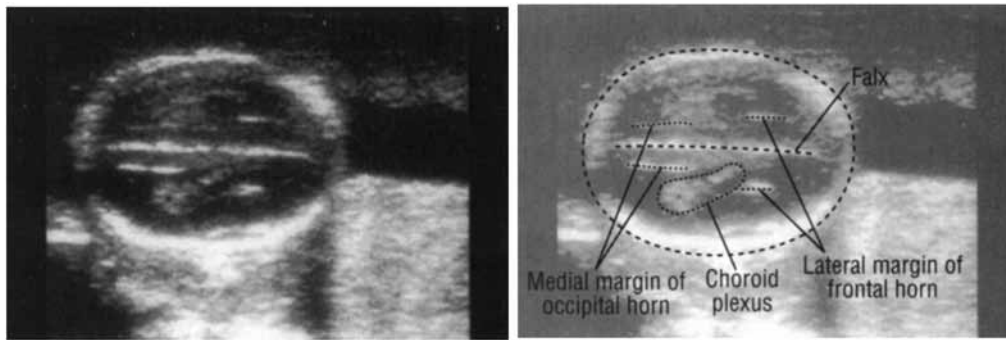 Falx
Medial margin of
occipital horn
Choroid
plexus
Lateral margin of
frontal horn